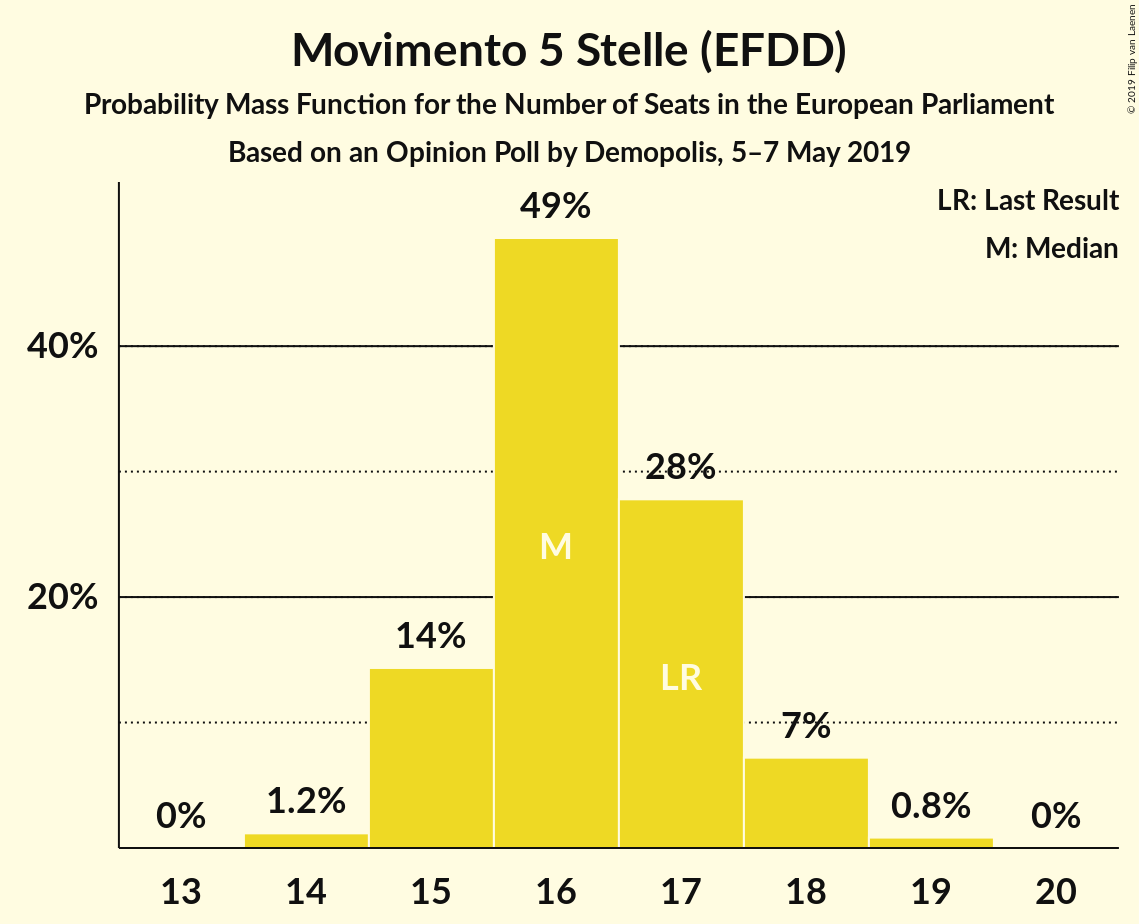 Movimento 5 Stelle (EFDD)
Probability Mass Function for the Number of Seats in the European Parliament
Based on an Opinion Poll by Demopolis, 5–7 May 2019
© 2019 Filip van Laenen
LR: Last Result
M: Median
40%
20%
0%
1.2%
14%
49%
28%
7%
0.8%
0%
M
LR
13 14 15 16 17 18 19 20